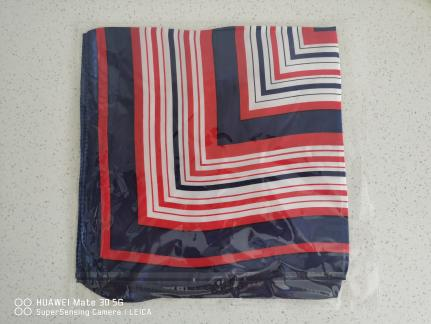 HUAWEI Mate 30 5G
SuperSensing Camera | LEICA